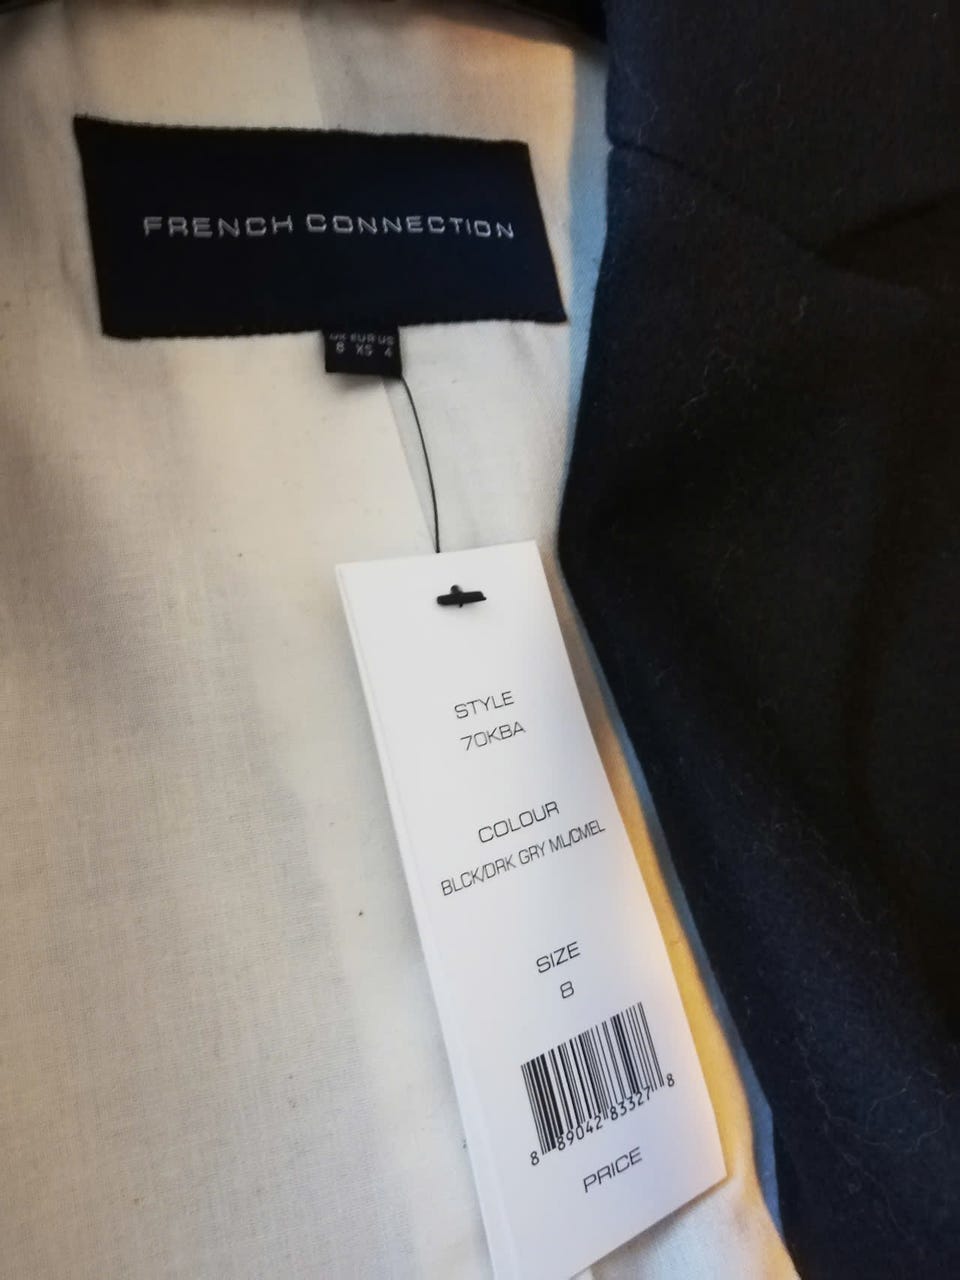 FRENCH CONNECTION
UK EUR US
8 XS 4
STYLE
70KBA
COLOUR
BLCK/DRK GRY ML/CMEL
SIZE
8
8 89042 83327 8
PRICE